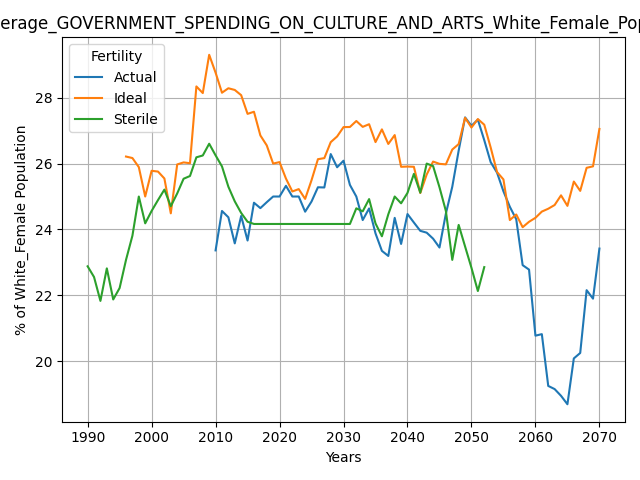 erage_GOVERNMENT_SPENDING_ON_CULTURE_AND_ARTS_White_Female_Po
Fertility
Actual
Ideal
Sterile
% of White_Female Population
28
26
24
22
20
1990 2000 2010 2020 2030 2040 2050 2060 2070
Years